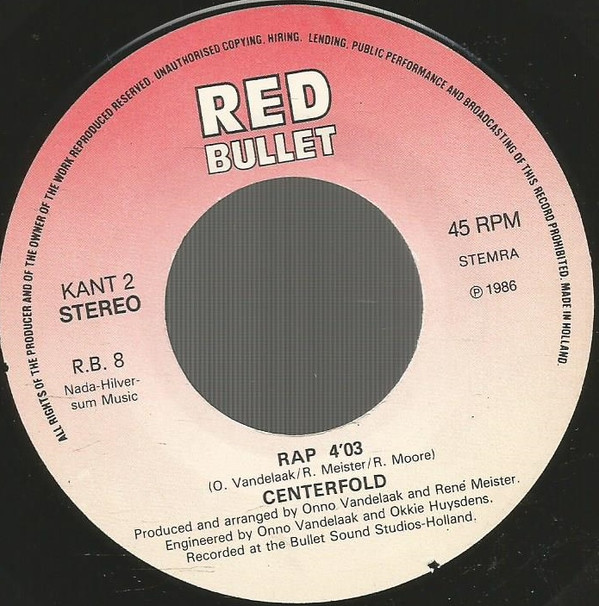 ALL RIGHTS OF THE PRODUCER AND OF THE OWNER OF THE WORK REPRODUCED RESERVED. UNAUTHORISED COPYING, HIRING, LENDING, PUBLIC PERFORMANCE AND BROADCASTING OF THIS RECORD PROHIBITED. MADE IN HOLLAND.
RED
BULLET
KANT 2
STEREO
R.B. 8
Nada-Hilver-
sum Music
45 RPM
STEMRA
Ⓟ 1986
RAP 4'03
(O. Vandelaak/R. Meister/R. Moore)
CENTERFOLD
Produced and arranged by Onno Vandelaak and René Meister.
Engineered by Onno Vandelaak and Okkie Huysdens.
Recorded at the Bullet Sound Studios-Holland.